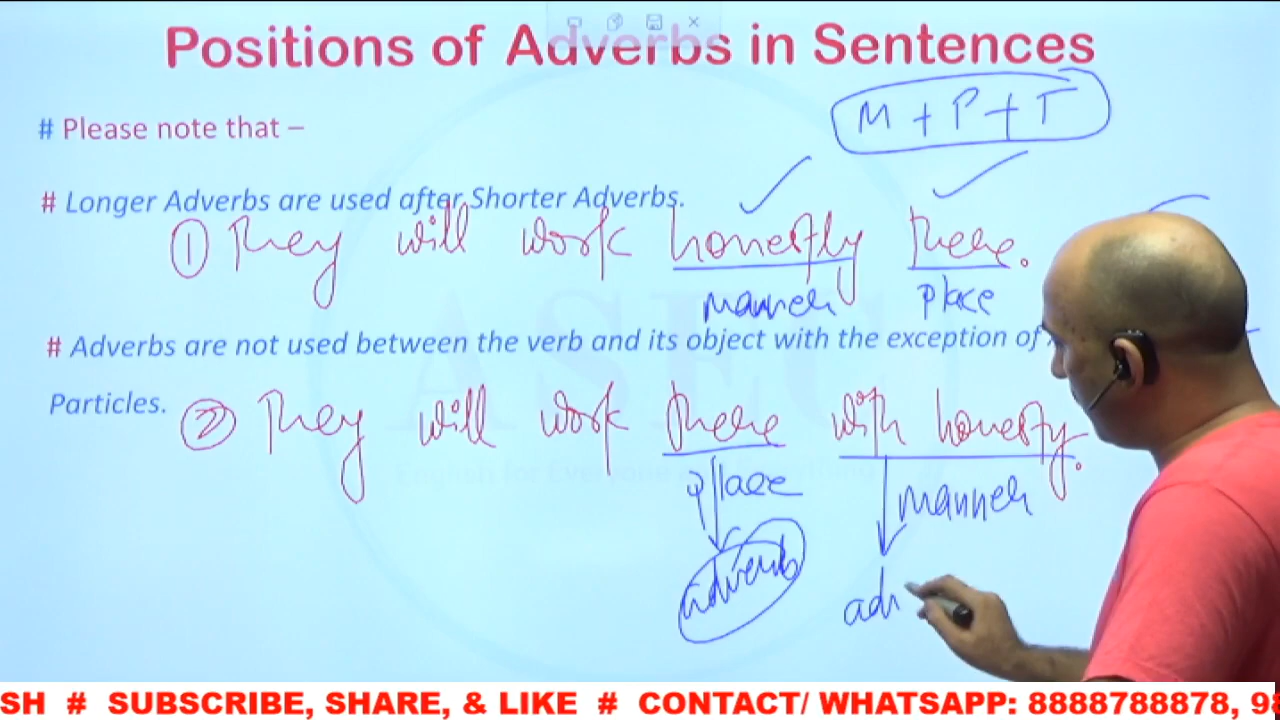 Positions of Adverbs in Sentences
M + P + T
# Please note that –
# Longer Adverbs are used after Shorter Adverbs.
① They will work honestly there.
manner place
# Adverbs are not used between the verb and its object with the exception of
Particles. ② They will work there with honesty.
place manner
adverb adv
SH # SUBSCRIBE, SHARE, & LIKE # CONTACT/ WHATSAPP: 8888788878, 98